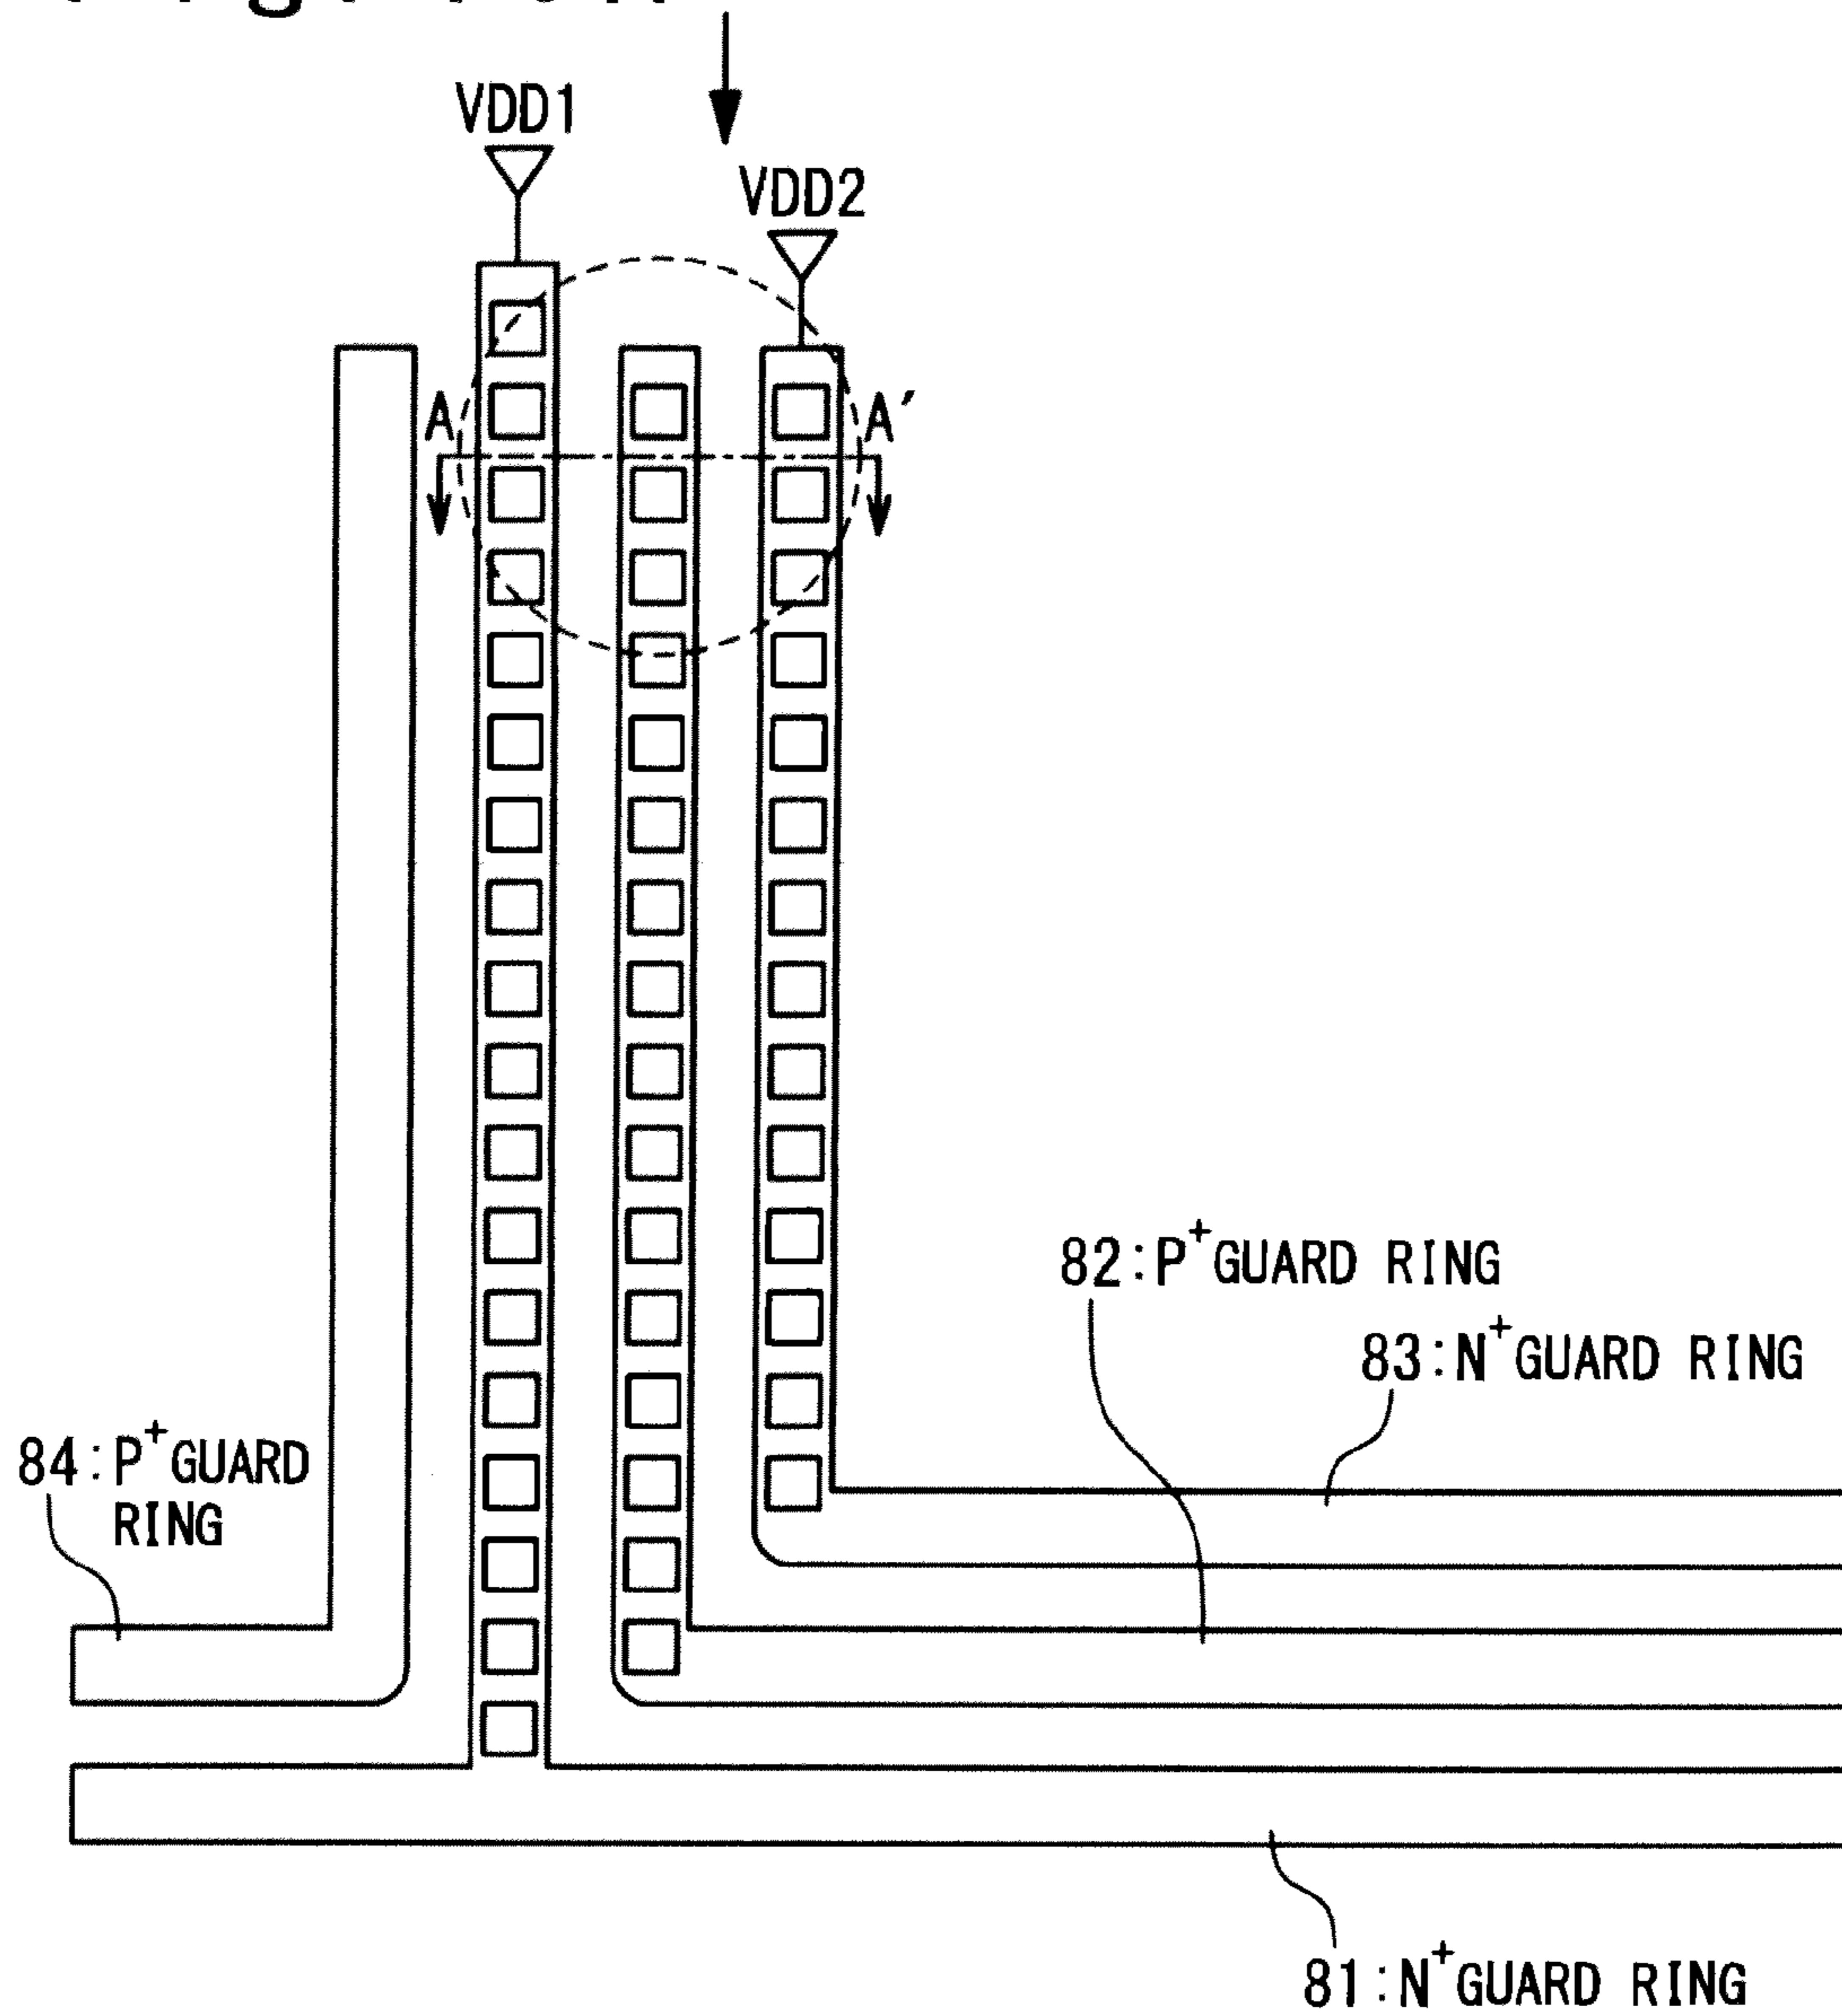 VDD1
VDD2
A
A′
82:P⁺GUARD RING
83:N⁺GUARD RING
84:P⁺GUARD
RING
81:N⁺GUARD RING